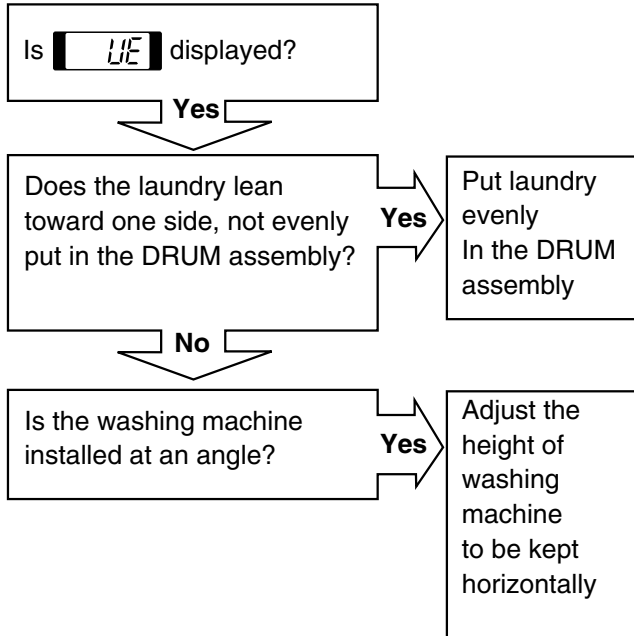 Is UE displayed?
Yes
Does the laundry lean
toward one side, not evenly
put in the DRUM assembly?
Yes
Put laundry
evenly
In the DRUM
assembly
No
Is the washing machine
installed at an angle?
Yes
Adjust the
height of
washing
machine
to be kept
horizontally